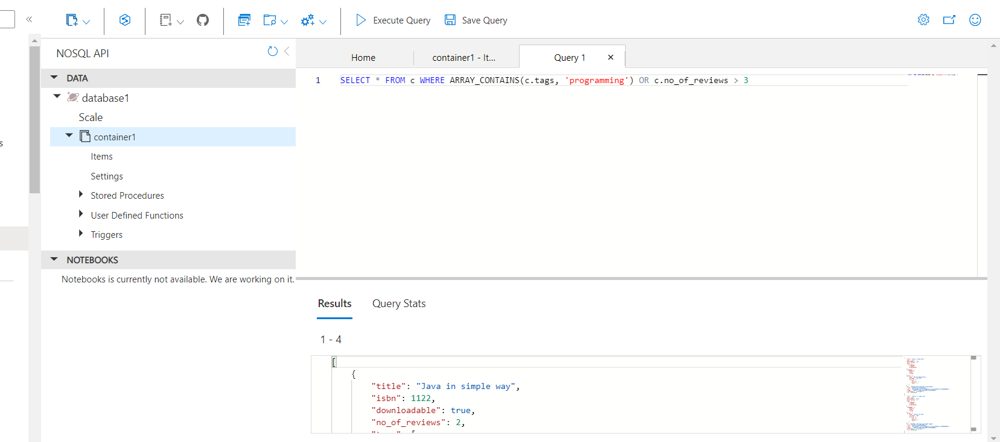 Execute Query
Save Query
NOSQL API
DATA
database1
Scale
container1
Items
Settings
Stored Procedures
User Defined Functions
Triggers
NOTEBOOKS
Notebooks is currently not available. We are working on it.
Home
container1 - It...
Query 1
1 SELECT * FROM c WHERE ARRAY_CONTAINS(c.tags, 'programming') OR c.no_of_reviews > 3
Results
Query Stats
1 - 4
[
{
"title": "Java in simple way",
"isbn": 1122,
"downloadable": true,
"no_of_reviews": 2,
s